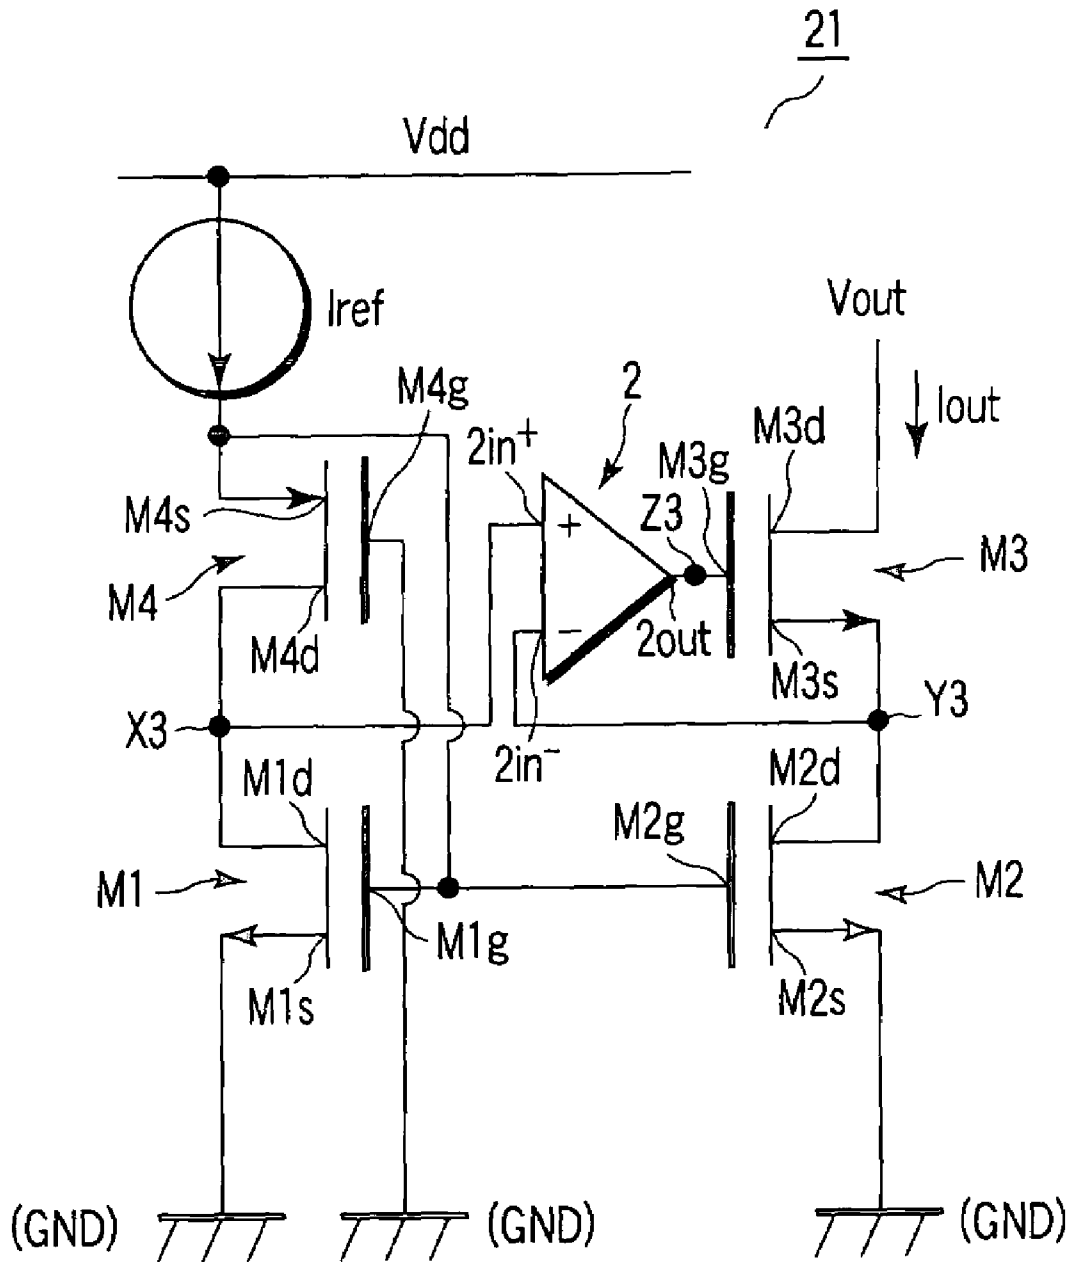 21
Vdd
Iref
Vout
Iout
M4g
2
2in+
M3g
M3d
Z3
M4s
+
M4
M3
−
2out
M4d
M3s
X3
Y3
2in−
M1d
M2d
M2g
M1
M2
M1g
M1s
M2s
(GND)
(GND)
(GND)